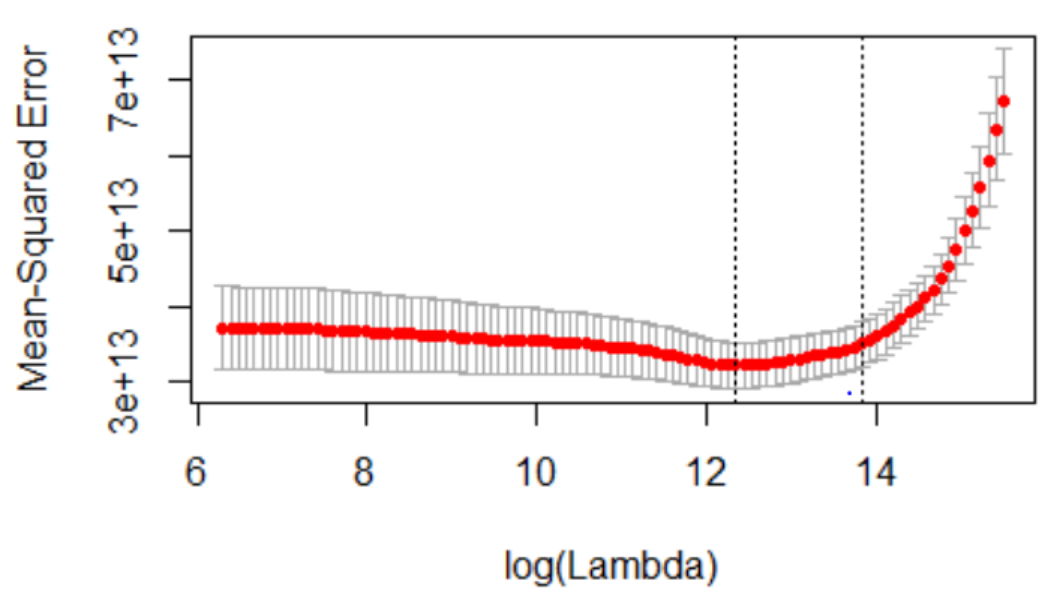 Mean-Squared Error
7e+13
5e+13
3e+13
6 8 10 12 14
log(Lambda)